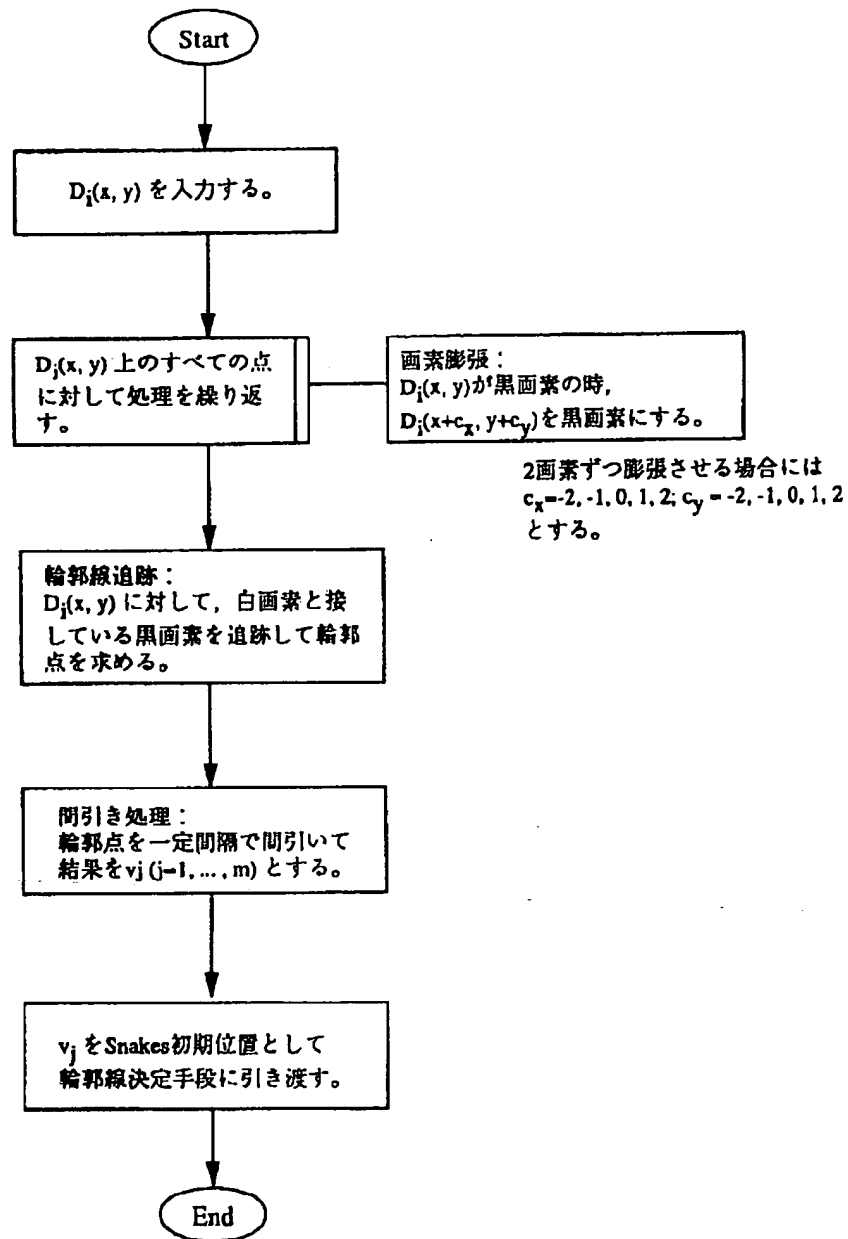 Start
Di(x, y) を入力する。
Di(x, y) 上のすべての点
に対して処理を繰り返
す。
画素膨張：
Di(x, y)が黒画素の時,
Di(x+cx, y+cy)を黒画素にする。
2画素ずつ膨張させる場合には
cx=-2, -1, 0, 1, 2; cy = -2, -1, 0, 1, 2
とする。
輪郭線追跡：
Di(x, y) に対して，白画素と接
している黒画素を追跡して輪郭
点を求める。
間引き処理：
輪郭点を一定間隔で間引いて
結果をvj (j=1, ... , m) とする。
vj をSnakes初期位置として
輪郭線決定手段に引き渡す。
End